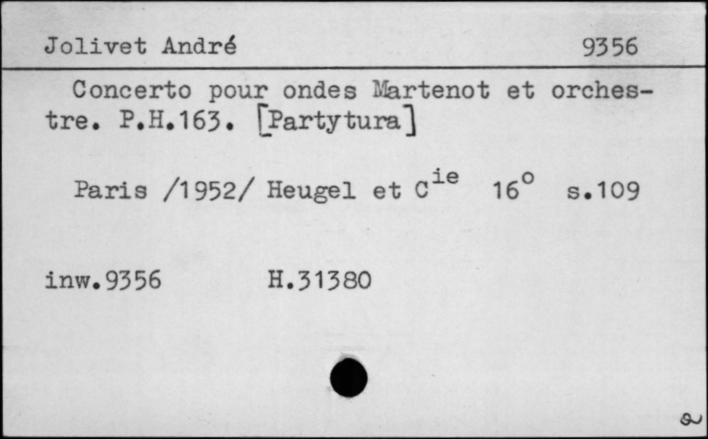 Jolivet André 9356
Concerto pour ondes Martenot et orches-
tre. P.H.163. [Partytura]
Paris /1952/ Heugel et Cie 16o s.109
inw.9356 H.31380